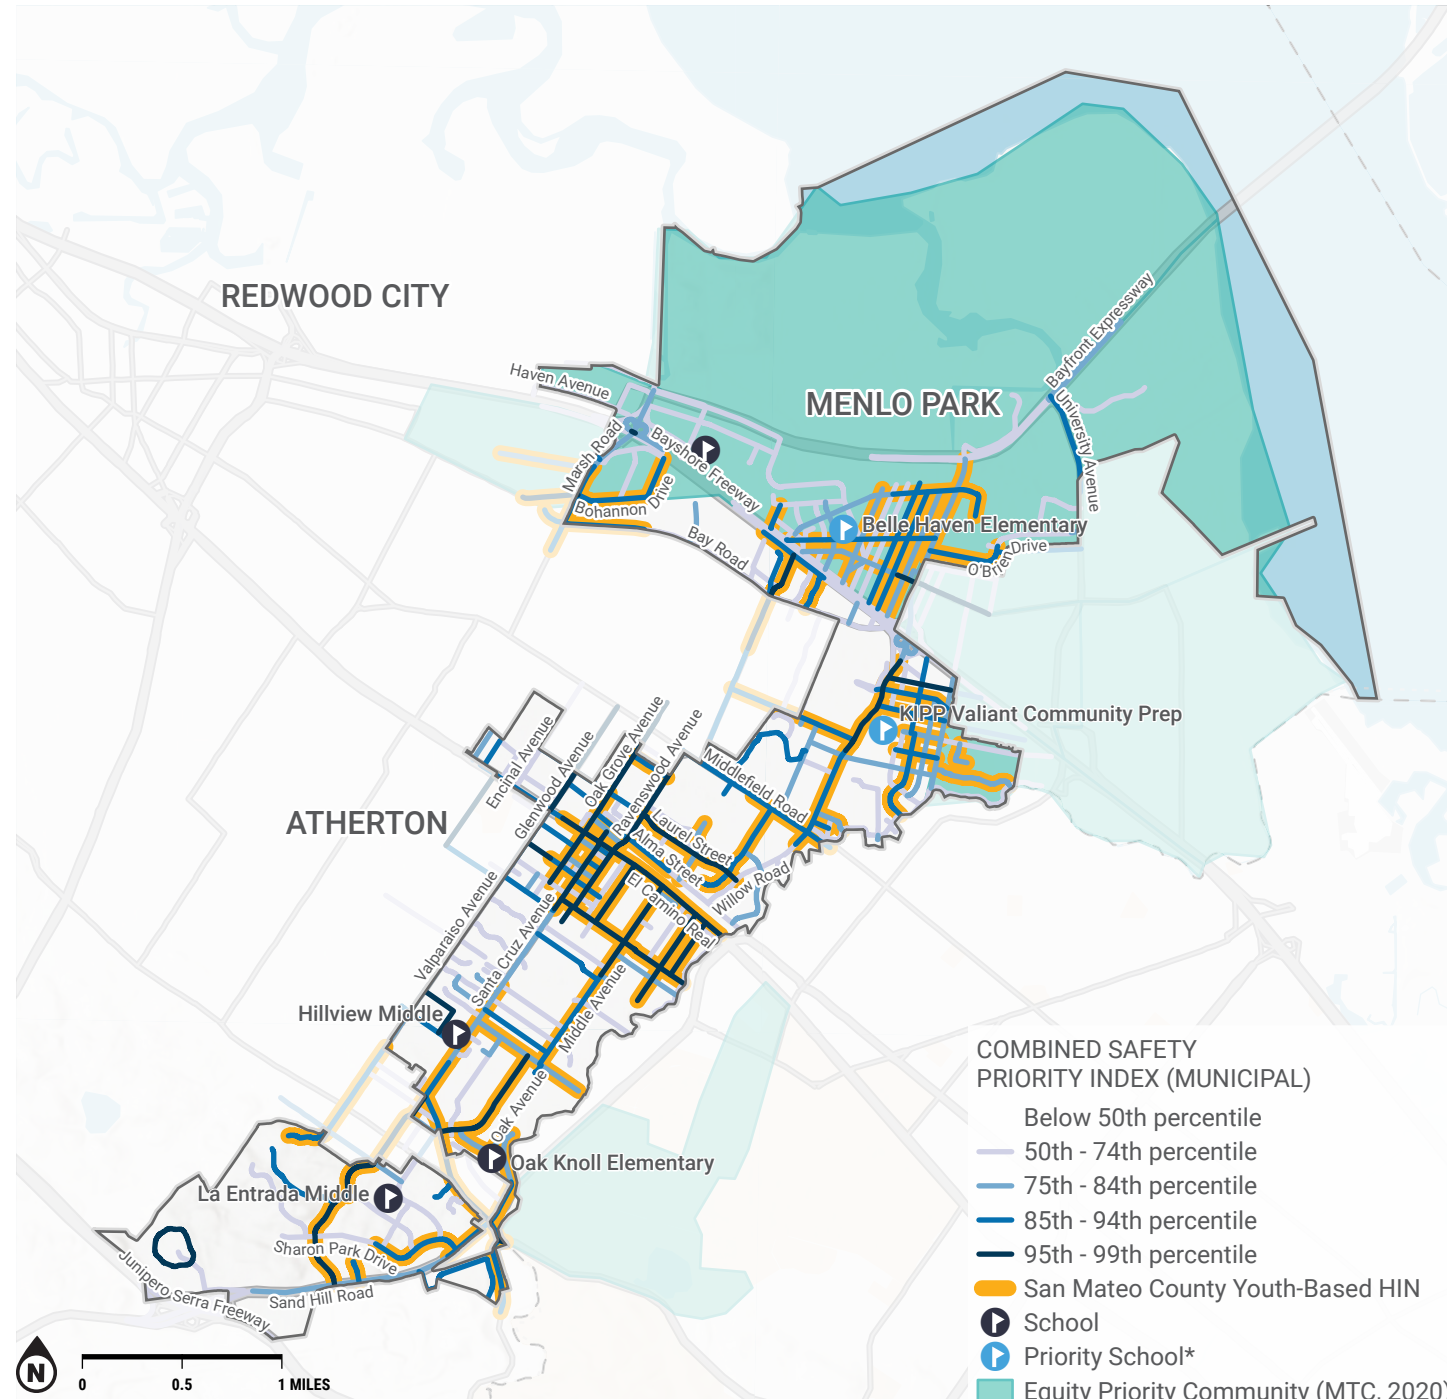 REDWOOD CITY
Haven Avenue
MENLO PARK
Bayfront Expressway
University Avenue
Marsh Road
Bayshore Freeway
Bohannon Drive
Bay Road
Belle Haven Elementary
O'Brien Drive
KIPP Valiant Community Prep
Encinal Avenue
Glenwood Avenue
Oak Grove Avenue
Ravenswood Avenue
Middlefield Road
ATHERTON
Laurel Street
Alma Street
El Camino Real
Willow Road
Valparaiso Avenue
Santa Cruz Avenue
Middle Avenue
Hillview Middle
Oak Avenue
Oak Knoll Elementary
La Entrada Middle
Sharon Park Drive
Junipero Serra Freeway
Sand Hill Road
COMBINED SAFETY
PRIORITY INDEX (MUNICIPAL)
Below 50th percentile
50th - 74th percentile
75th - 84th percentile
85th - 94th percentile
95th - 99th percentile
San Mateo County Youth-Based HIN
School
Priority School*
Equity Priority Community (MTC, 2020)
N
0 0.5 1 MILES